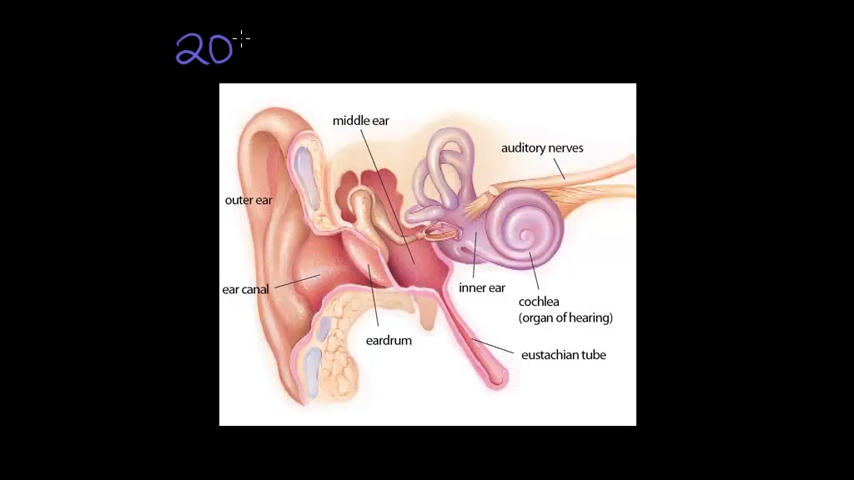 20
middle ear
auditory nerves
outer ear
ear canal
inner ear
cochlea
(organ of hearing)
eardrum
eustachian tube